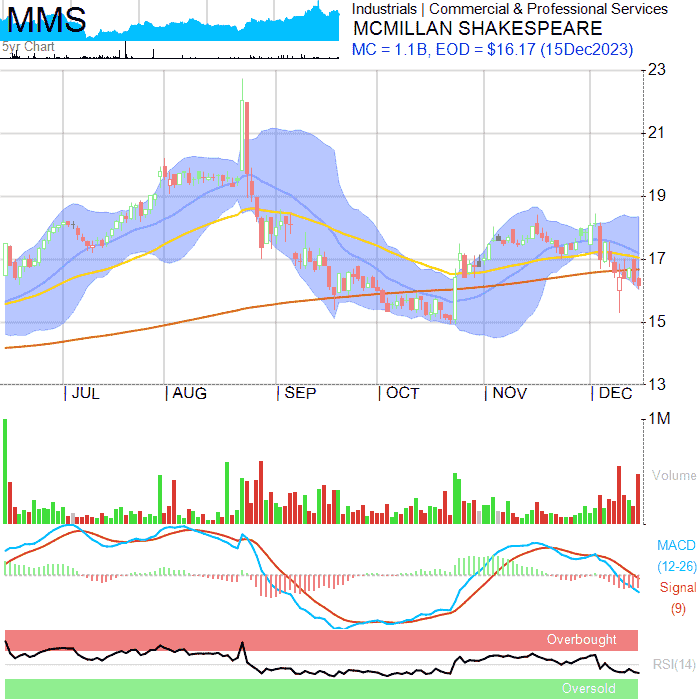 MMS
5yr Chart
Industrials | Commercial & Professional Services
MCMILLAN SHAKESPEARE
MC = 1.1B, EOD = $16.17 (15Dec2023)
23
21
19
17
15
13
| JUL | AUG | SEP | OCT | NOV | DEC
1M
Volume
MACD
(12-26)
Signal
(9)
Overbought
RSI(14)
Oversold